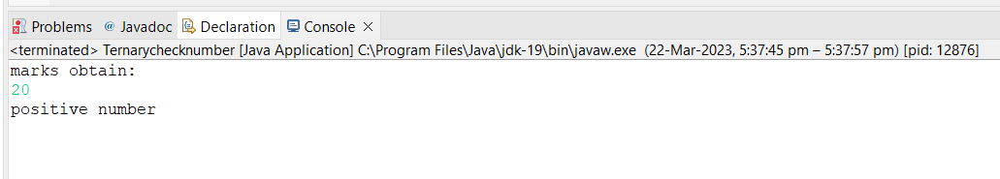 Problems @ Javadoc Declaration Console
<terminated> Ternarychecknumber [Java Application] C:\Program Files\Java\jdk-19\bin\javaw.exe (22-Mar-2023, 5:37:45 pm – 5:37:57 pm) [pid: 12876]
marks obtain:
20
positive number